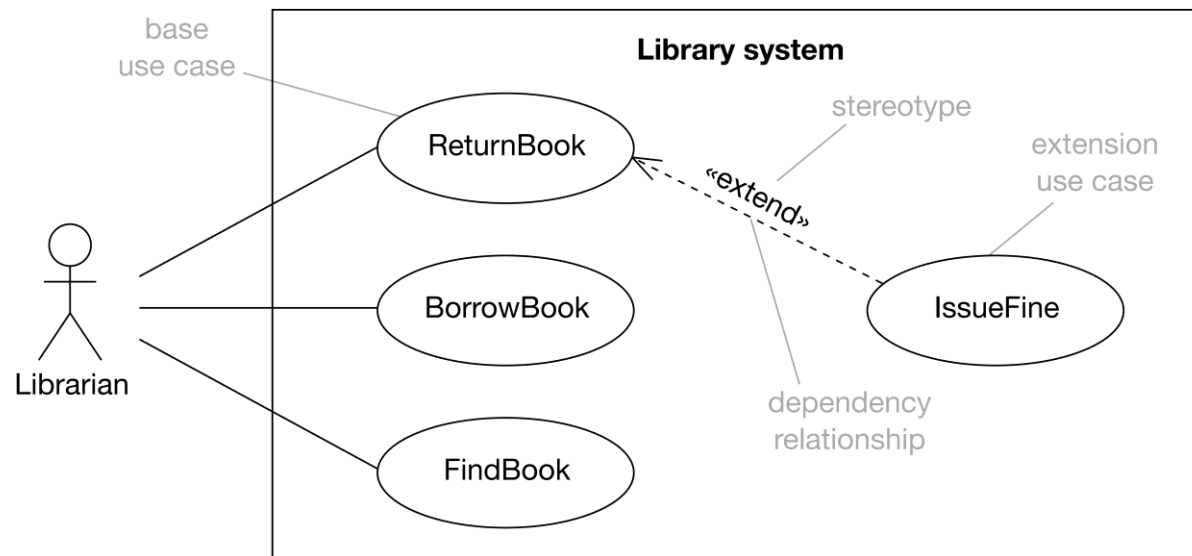 base
use case
Library system
ReturnBook
stereotype
extension
use case
«extend»
BorrowBook
IssueFine
Librarian
dependency
relationship
FindBook